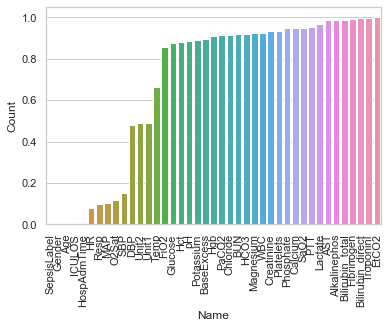 1.0
0.8
0.6
0.4
0.2
0.0
Count
SepsisLabel
Gender
Age
ICULOS
HospAdmTime
HR
Resp
MAP
O2Sat
SBP
DBP
Unit2
Unit1
Temp
FiO2
Glucose
Hct
pH
Potassium
BaseExcess
Hgb
PaCO2
Chloride
BUN
HCO3
Magnesium
WBC
Creatinine
Platelets
Phosphate
Calcium
SaO2
PTT
Lactate
AST
Alkalinephos
Bilirubin_total
Fibrinogen
Bilirubin_direct
TroponinI
EtCO2
Name